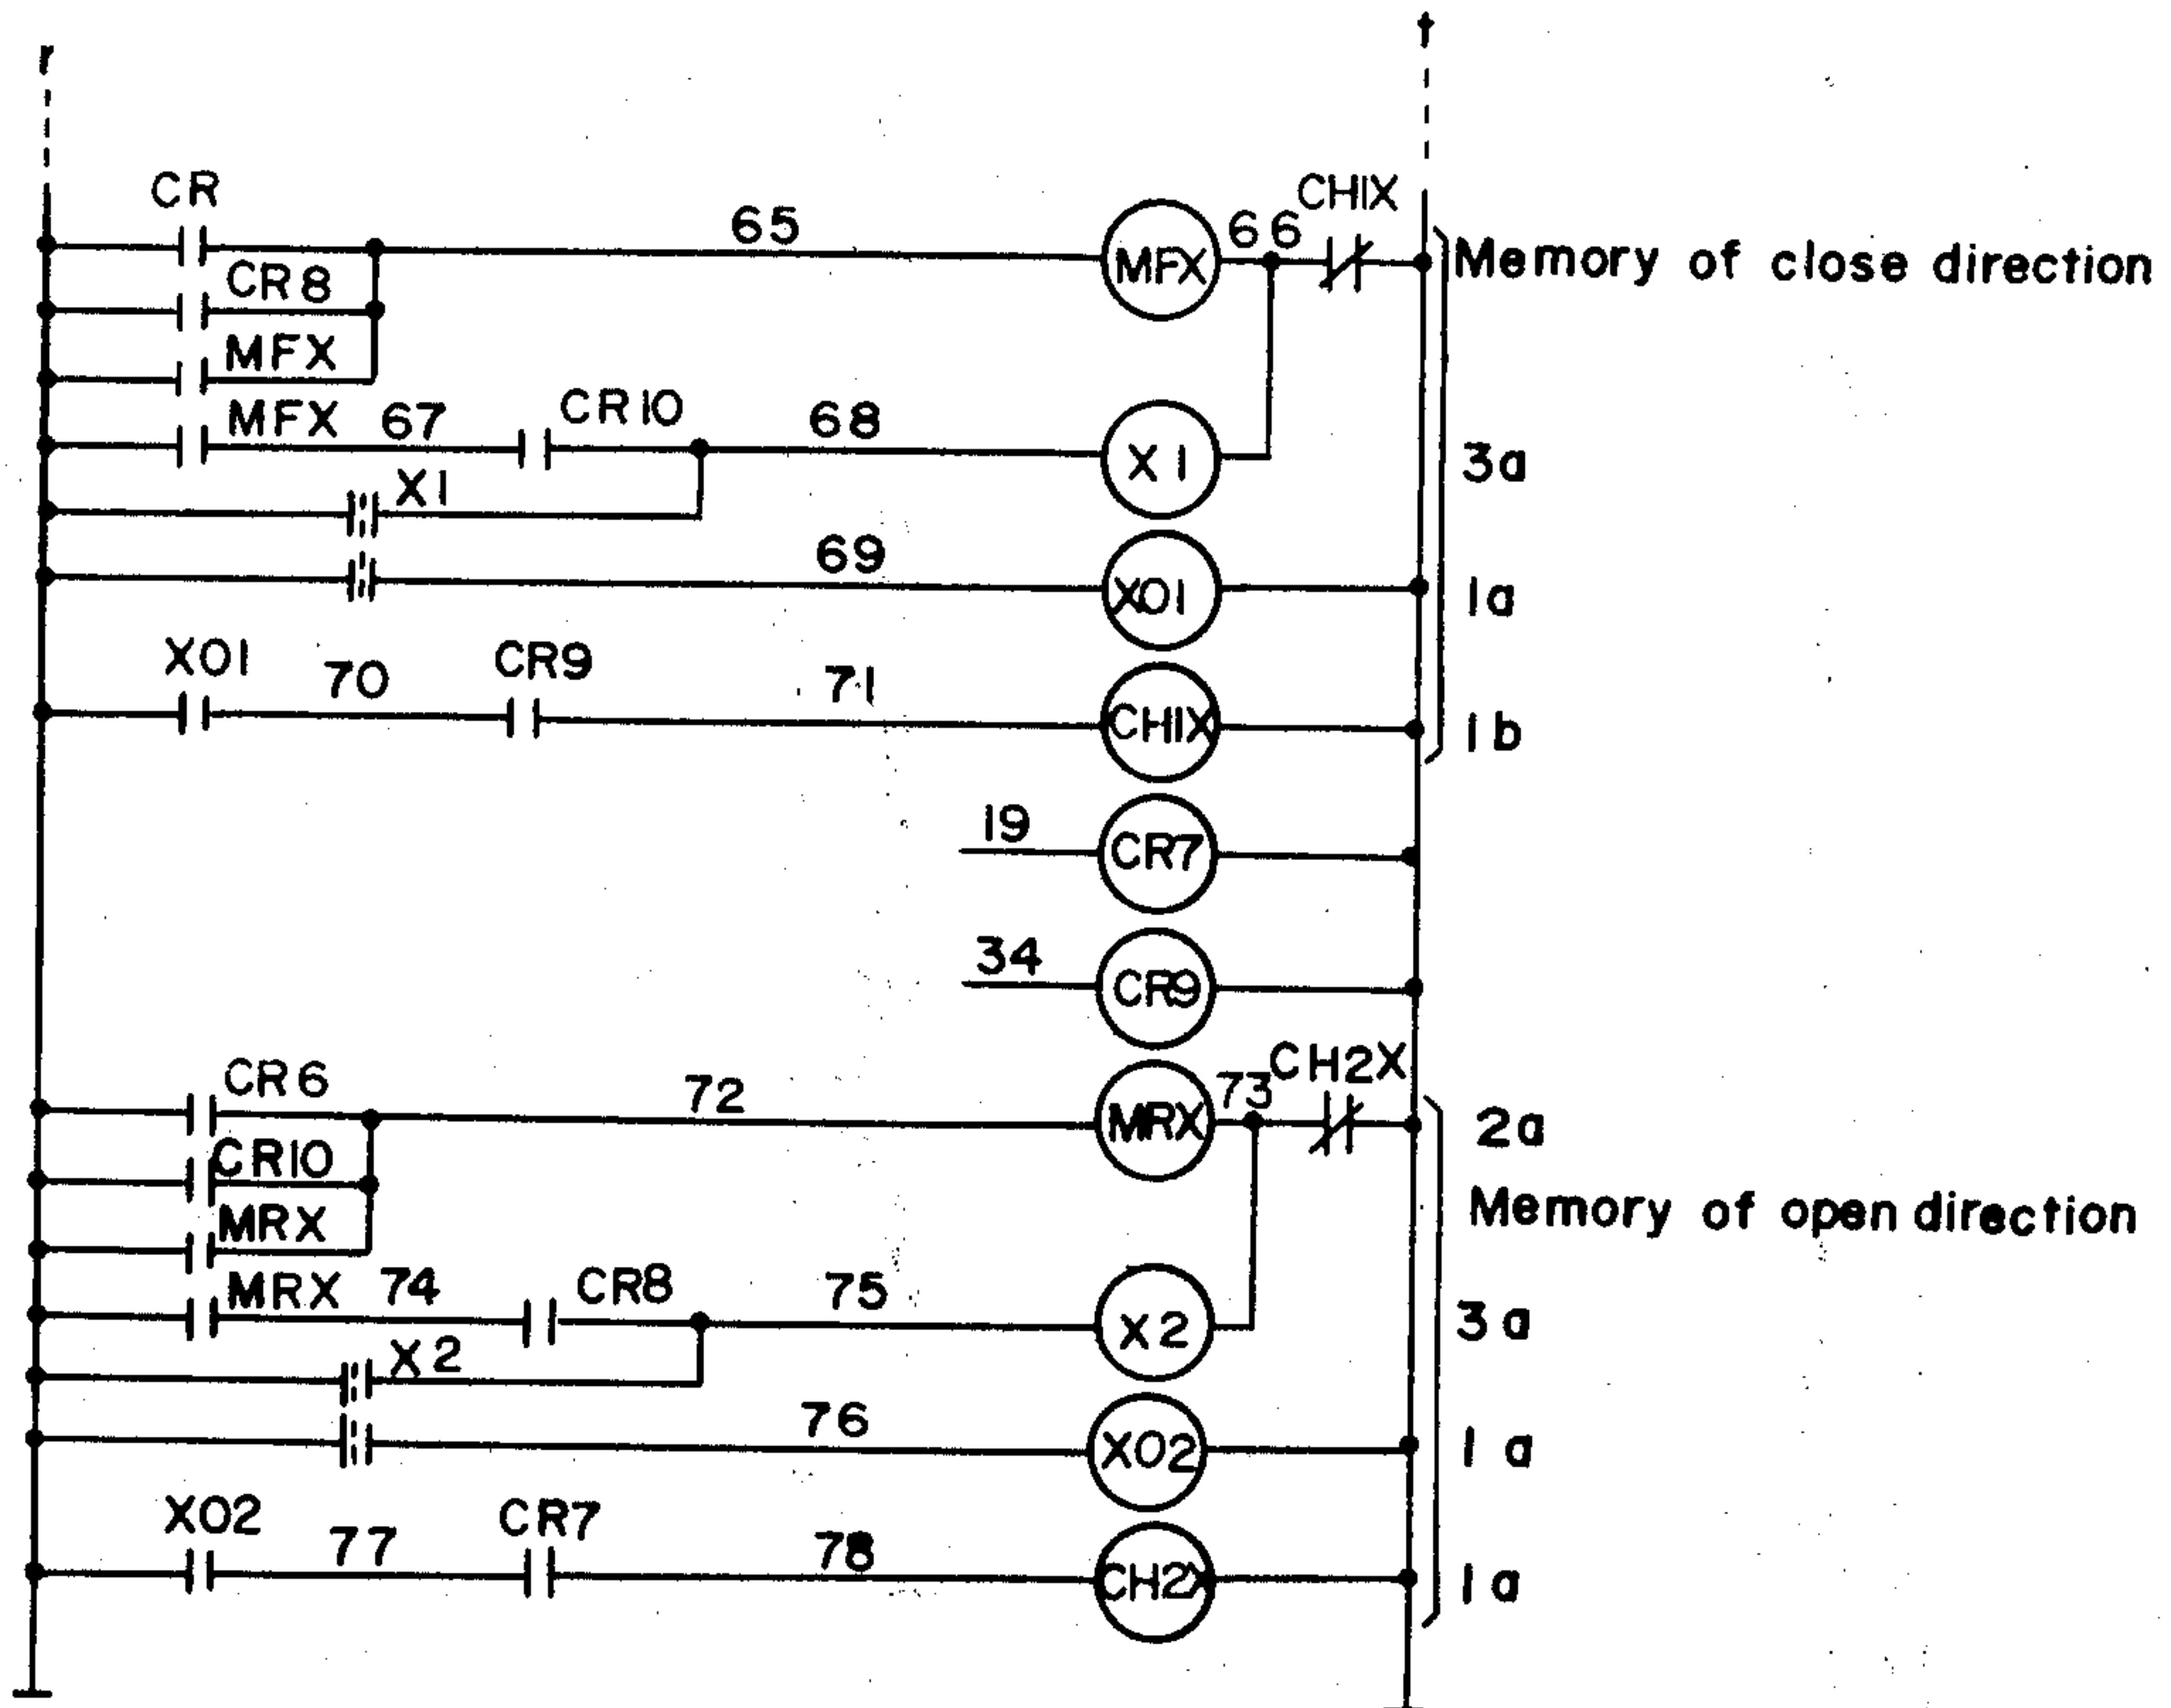 CR
65
MFX
66
CH1X
Memory of close direction
CR8
MFX
MFX
67
CR10
68
X1
3a
X1
69
X01
1a
X01
70
CR9
71
CH1X
1b
19
CR7
34
CR9
CR6
72
MRX
73
CH2X
2a
CR10
Memory of open direction
MRX
MRX
74
CR8
75
X2
3a
X2
76
X02
1a
X02
77
CR7
78
CH2X
1a